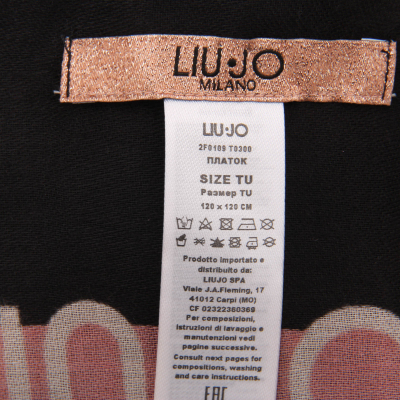 LIU·JO
MILANO
LIU·JO
2F0109 T0300
ПЛАТОК
SIZE TU
Размер TU
120 x 120 CM
Prodotto importato e
distribuito da:
LIUJO SPA
Viale J.A.Fleming, 17
41012 Carpi (MO)
CF 02322360369
Per composizioni,
istruzioni di lavaggio e
manutenzioni vedi
pagine successive.
Consult next pages for
compositions, washing
and care instructions.
EAC